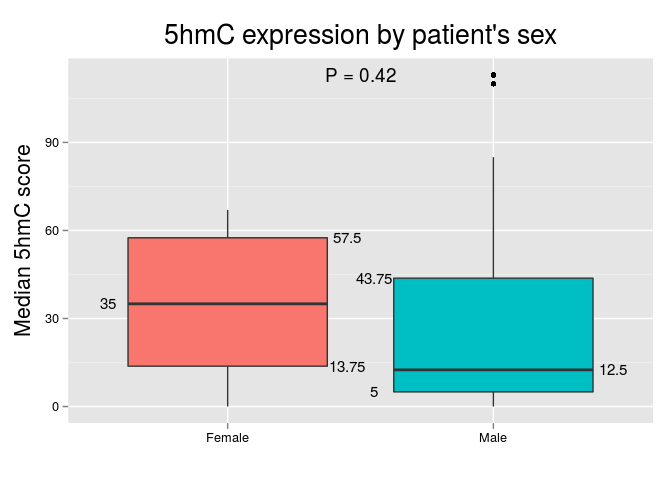 5hmC expression by patient's sex
P = 0.42
Median 5hmC score
90
60
30
0
57.5
35
13.75
43.75
12.5
5
Female
Male